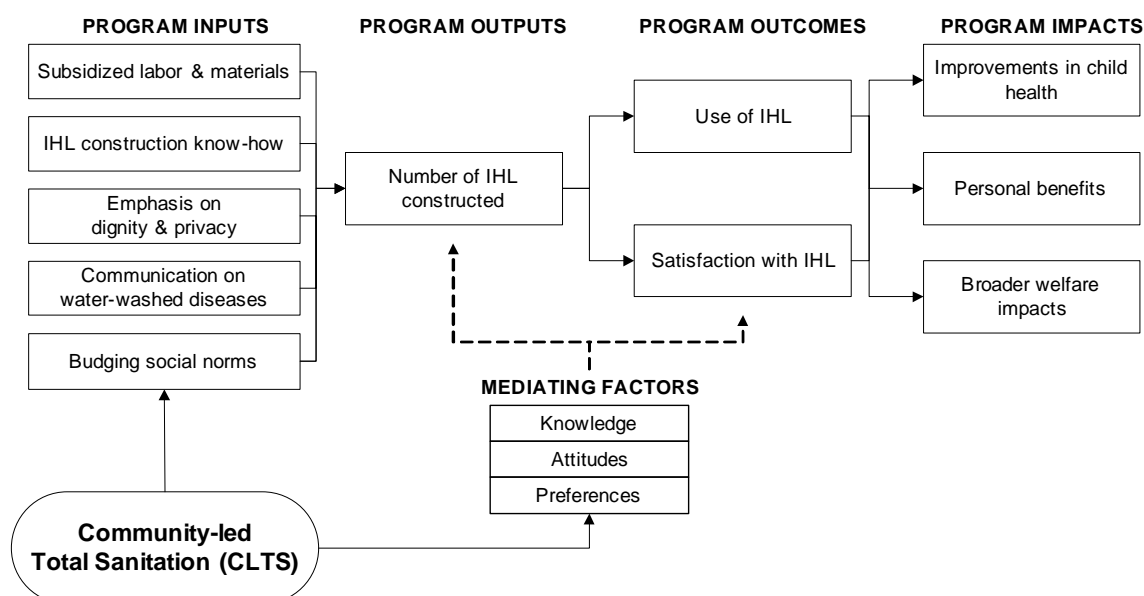 PROGRAM INPUTS
Subsidized labor & materials
IHL construction know-how
Emphasis on
dignity & privacy
Communication on
water-washed diseases
Budging social norms
PROGRAM OUTPUTS
Number of IHL
constructed
PROGRAM OUTCOMES
Use of IHL
Satisfaction with IHL
PROGRAM IMPACTS
Improvements in child
health
Personal benefits
Broader welfare
impacts
MEDIATING FACTORS
Knowledge
Attitudes
Preferences
Community-led
Total Sanitation (CLTS)